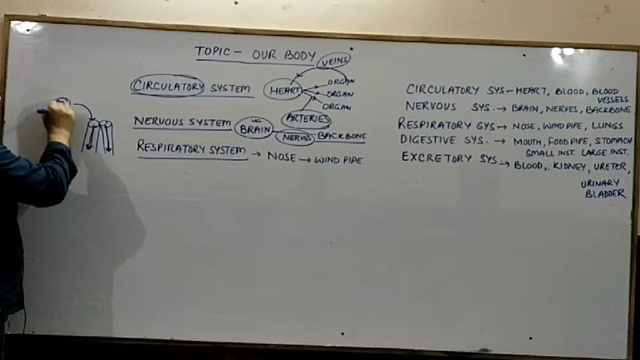 TOPIC - OUR BODY
VEINS
CIRCULATORY SYSTEM
HEART
ORGAN
ORGAN
ORGAN
ARTERIES
NERVOUS SYSTEM
BRAIN
NERVES
BACKBONE
RESPIRATORY SYSTEM → NOSE → WIND PIPE
CIRCULATORY SYS - HEART, BLOOD, BLOOD
VESSELS
NERVOUS SYS. → BRAIN, NERVES, BACKBONE
RESPIRATORY SYS → NOSE, WIND PIPE, LUNGS
DIGESTIVE SYS. → MOUTH, FOOD PIPE, STOMACH
SMALL INST. LARGE INST.
EXCRETORY SYS → BLOOD, KIDNEY, URETER,
URINARY
BLADDER